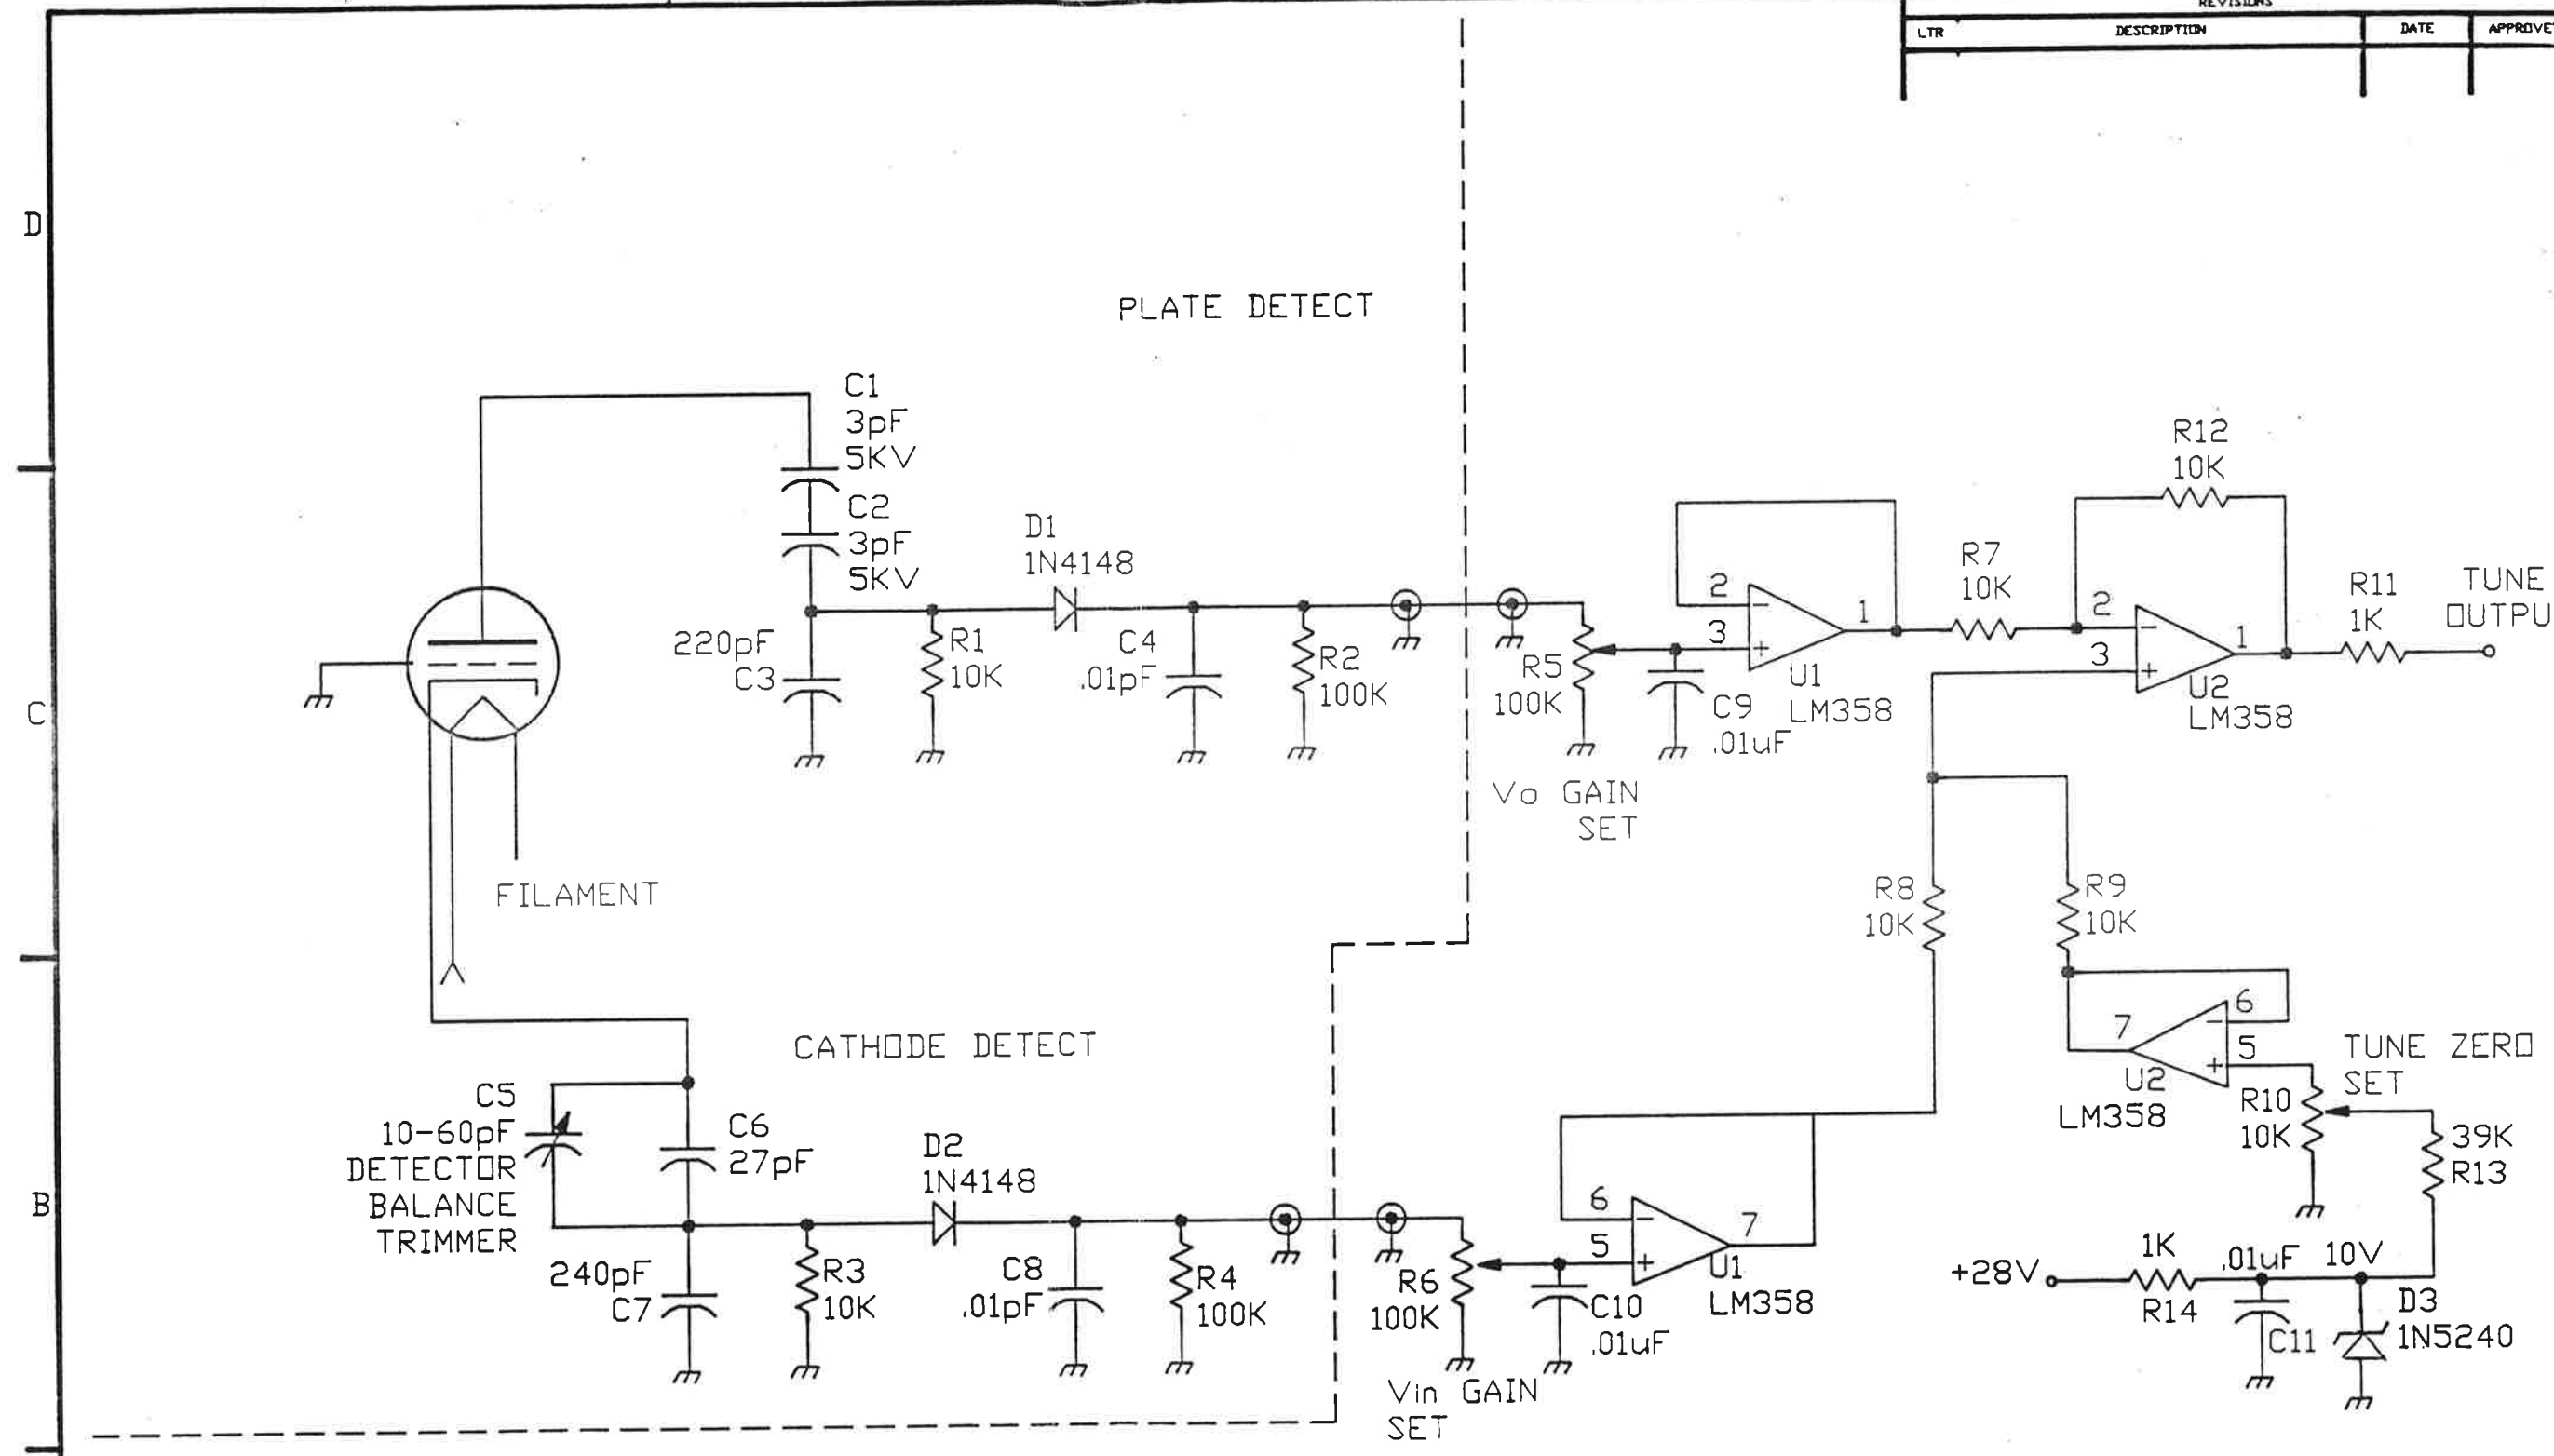 REVISIONS
LTR DESCRIPTION DATE APPROVE
D
PLATE DETECT
C1
3pF
5KV
C2
3pF
5KV
R12
10K
D1
1N4148
R7
10K
R11
1K
TUNE
OUTPU
220pF
C3
R1
10K
C4
.01pF
R2
100K
R5
100K
2
3
1
U1
LM358
C9
.01uF
2
3
1
U2
LM358
C
Vo GAIN
SET
FILAMENT
R8
10K
R9
10K
CATHODE DETECT
7
6
5
U2
LM358
TUNE ZERO
SET
C5
10-60pF
DETECTOR
BALANCE
TRIMMER
C6
27pF
D2
1N4148
R10
10K
39K
R13
B
240pF
C7
R3
10K
C8
.01pF
R4
100K
R6
100K
6
5
7
U1
LM358
C10
.01uF
+28V
1K
R14
.01uF
C11
10V
D3
1N5240
Vin GAIN
SET